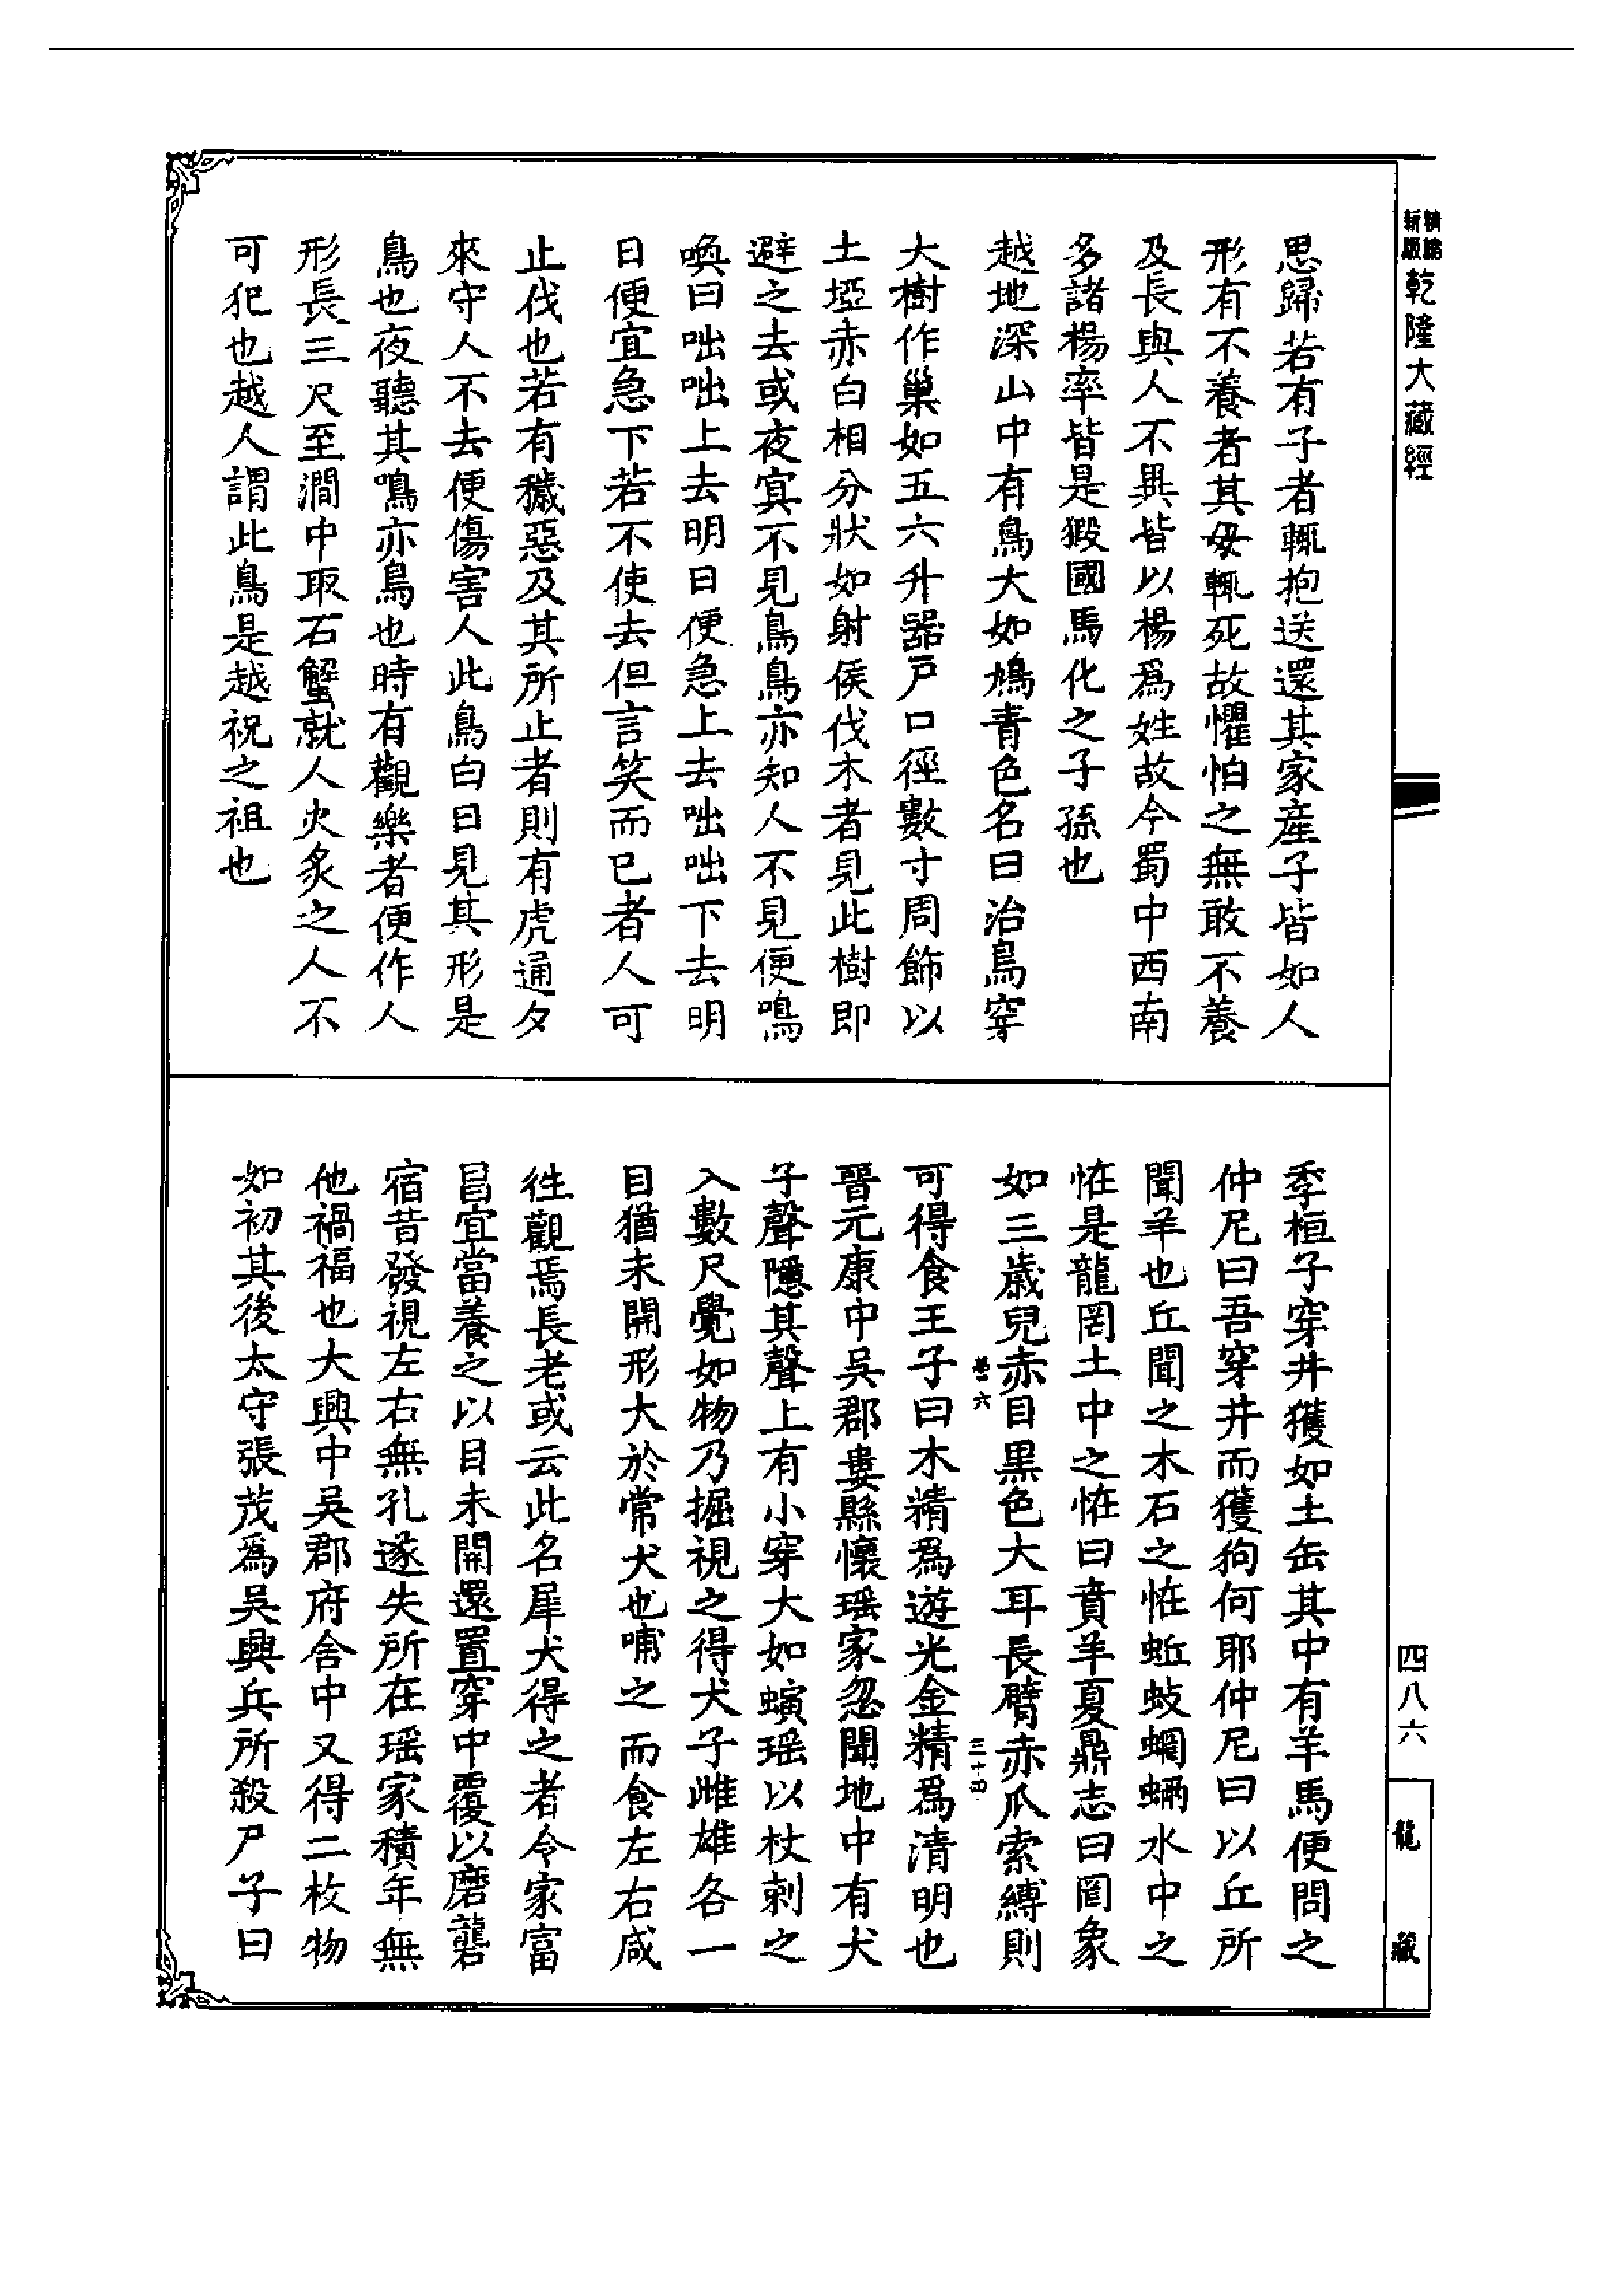 精繕
新版
乾隆大藏經
思歸若有子者輒抱送還其家產子皆如人
形有不養者其母輒死故懼怕之無敢不養
及長與人不異皆以楊爲姓故今蜀中西南
多諸楊率皆是猳國馬化之子孫也
越地深山中有鳥大如鳩青色名曰治鳥穿
大樹作巢如五六升器戶口徑數寸周飾以
土埡赤白相分狀如射侯伐木者見此樹即
避之去或夜冥不見鳥鳥亦知人不見便鳴
喚曰咄咄上去明日便急上去咄咄下去明
日便宜急下若不使去但言笑而已者人可
止伐也若有穢惡及其所止者則有虎通夕
來守人不去便傷害人此鳥白日見其形是
鳥也夜聽其鳴亦鳥也時有觀樂者便作人
形長三尺至澗中取石蟹就人火炙之人不
可犯也越人謂此鳥是越祝之祖也
季桓子穿井獲如土缶其中有羊馬便問之
仲尼曰吾穿井而獲狗何耶仲尼曰以丘所
聞羊也丘聞之木石之恠蚯蚑蝄蜽水中之
恠是龍罔土中之恠曰賁羊夏鼎志曰罔象
如三歲兒赤目黑色大耳長臂赤爪索縛則
可得食王子曰木精爲遊光金精爲清明也
晉元康中吳郡婁縣懷瑶家忽聞地中有犬
子聲隱其聲上有小穿大如螾瑶以杖刺之
入數尺覺如物乃掘視之得犬子雌雄各一
目猶未開形大於常犬也哺之而食左右咸
徃觀焉長老或云此名犀犬得之者令家富
昌宜當養之以目未開還置穿中覆以磨礱
宿昔發視左右無孔遂失所在瑶家積年無
他禍福也大興中吳郡府舍中又得二枚物
如初其後太守張茂爲吳興兵所殺尸子曰
四八六
龍藏